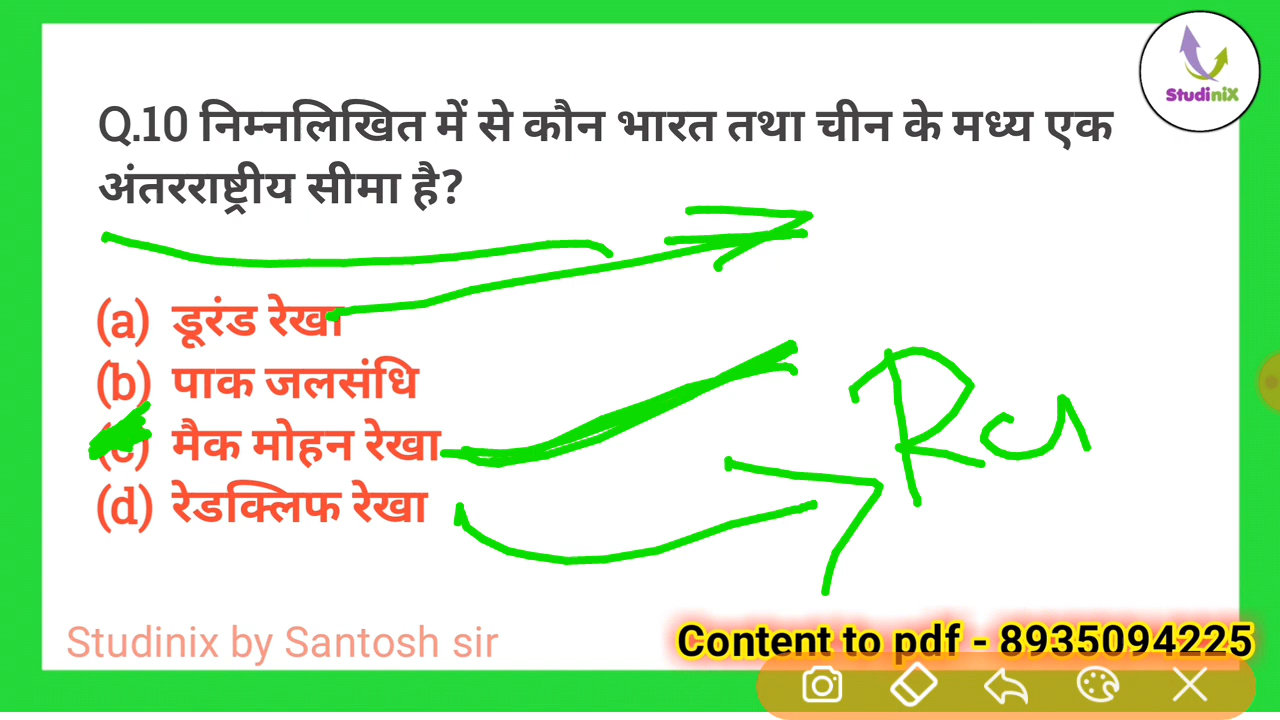 StudiniX
Q.10 निम्नलिखित में से कौन भारत तथा चीन के मध्य एक
अंतरराष्ट्रीय सीमा है?
(a) डूरंड रेखा
(b) पाक जलसंधि
(c) मैक मोहन रेखा
(d) रेडक्लिफ रेखा
Studinix by Santosh sir
Content to pdf - 8935094225